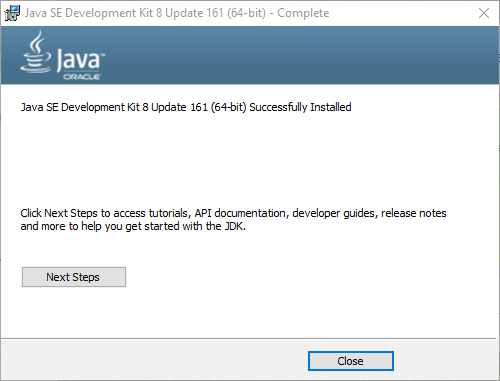 Java SE Development Kit 8 Update 161 (64-bit) - Complete
Java™
ORACLE
Java SE Development Kit 8 Update 161 (64-bit) Successfully Installed
Click Next Steps to access tutorials, API documentation, developer guides, release notes
and more to help you get started with the JDK.
Next Steps
Close